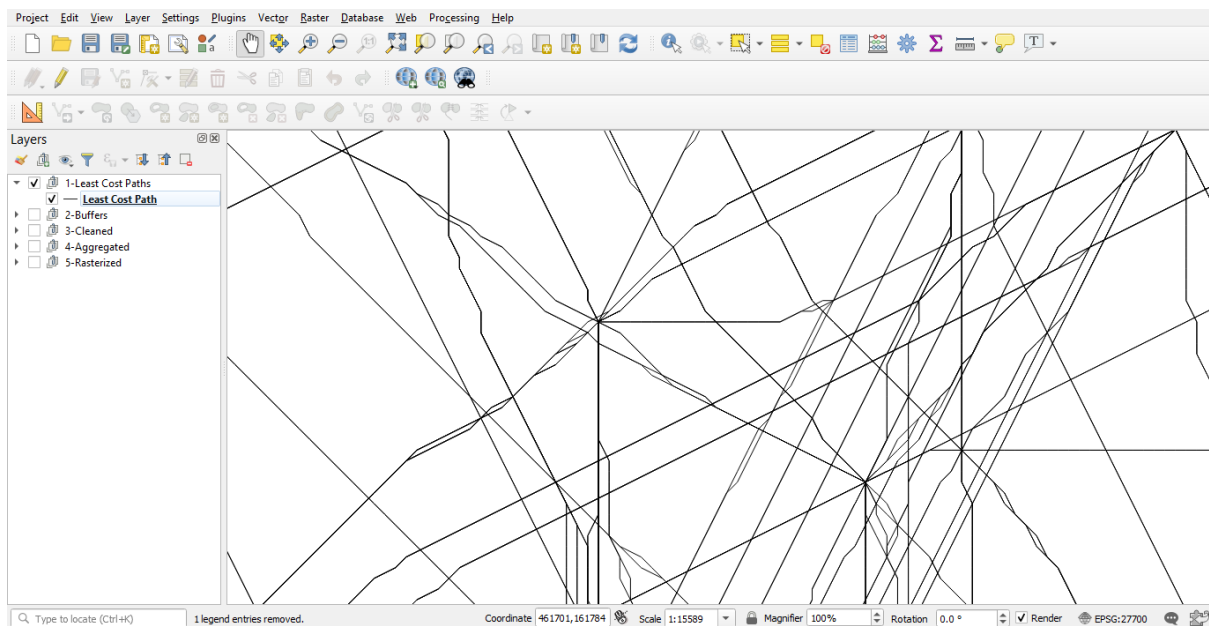 Project Edit View Layer Settings Plugins Vector Raster Database Web Processing Help
1:1
Σ
T
Layers
1-Least Cost Paths
Least Cost Path
2-Buffers
3-Cleaned
4-Aggregated
5-Rasterized
Type to locate (Ctrl+K) 1 legend entries removed. Coordinate 461701,161784 Scale 1:15589 Magnifier 100% Rotation 0.0 ° Render EPSG:27700